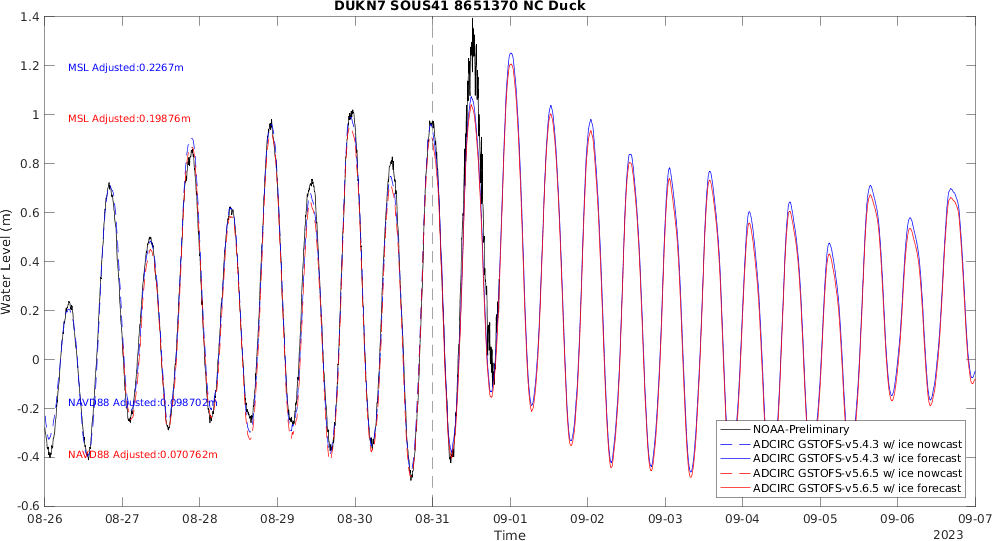 DUKN7 SOUS41 8651370 NC Duck
1.4
1.2
1
0.8
0.6
0.4
0.2
0
-0.2
-0.4
-0.6
Water Level (m)
MSL Adjusted:0.2267m
MSL Adjusted:0.19876m
NAVD88 Adjusted:0.098702m
NAVD88 Adjusted:0.070762m
NOAA-Preliminary
ADCIRC GSTOFS-v5.4.3 w/ ice nowcast
ADCIRC GSTOFS-v5.4.3 w/ ice forecast
ADCIRC GSTOFS-v5.6.5 w/ ice nowcast
ADCIRC GSTOFS-v5.6.5 w/ ice forecast
08-26 08-27 08-28 08-29 08-30 08-31 09-01 09-02 09-03 09-04 09-05 09-06 09-07
Time
2023